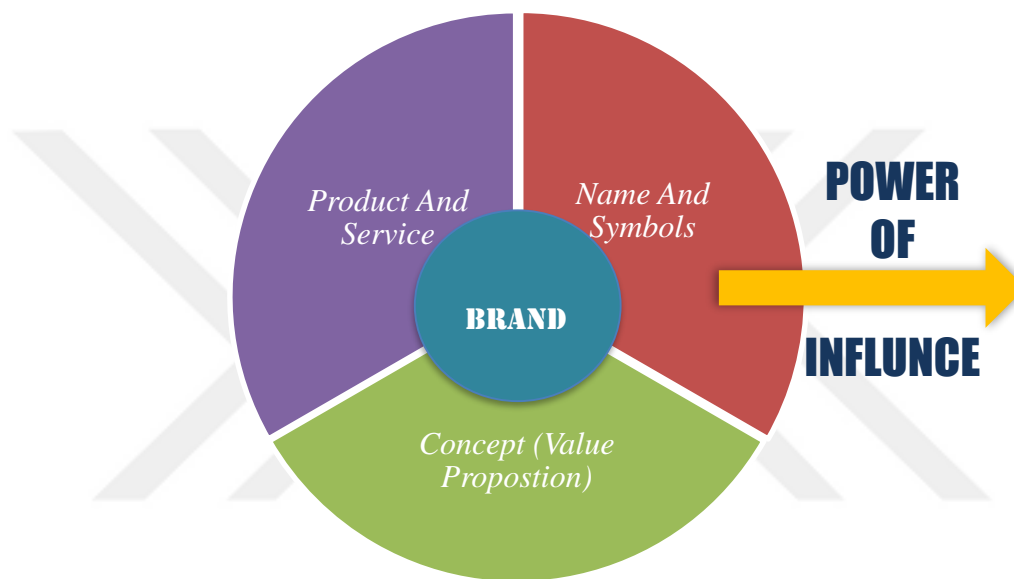 Product And
Service
Name And
Symbols
BRAND
Concept (Value
Propostion)
POWER
OF
INFLUNCE